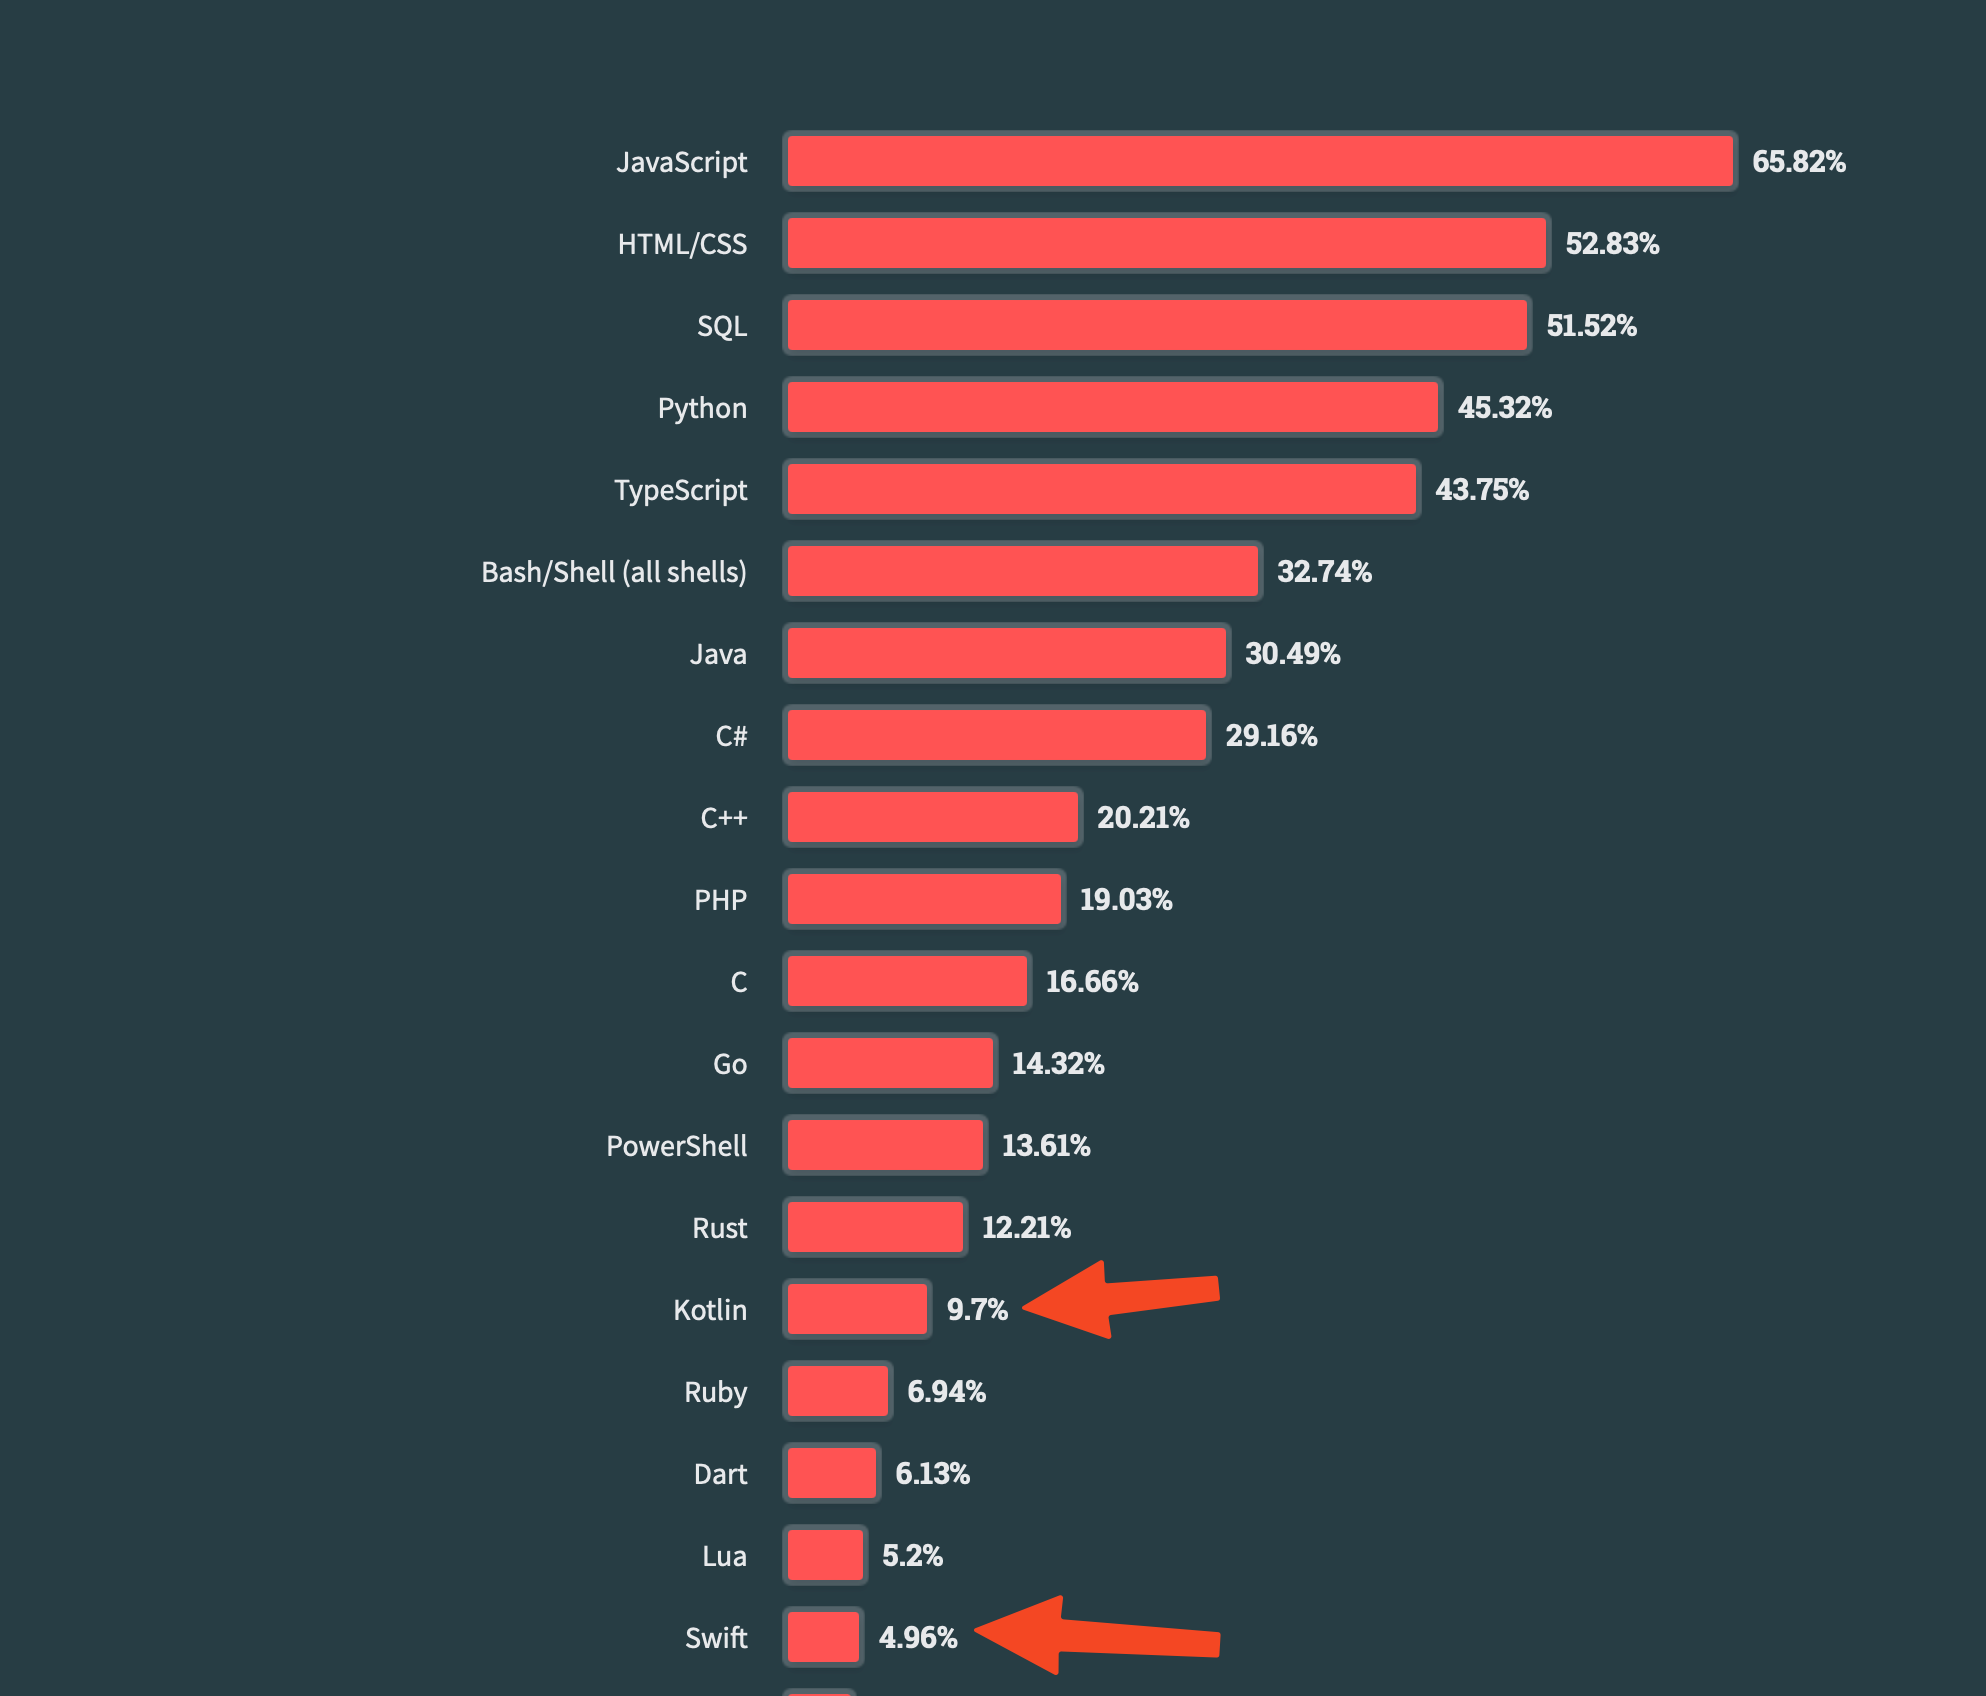 JavaScript 65.82%
HTML/CSS 52.83%
SQL 51.52%
Python 45.32%
TypeScript 43.75%
Bash/Shell (all shells) 32.74%
Java 30.49%
C# 29.16%
C++ 20.21%
PHP 19.03%
C 16.66%
Go 14.32%
PowerShell 13.61%
Rust 12.21%
Kotlin 9.7%
Ruby 6.94%
Dart 6.13%
Lua 5.2%
Swift 4.96%